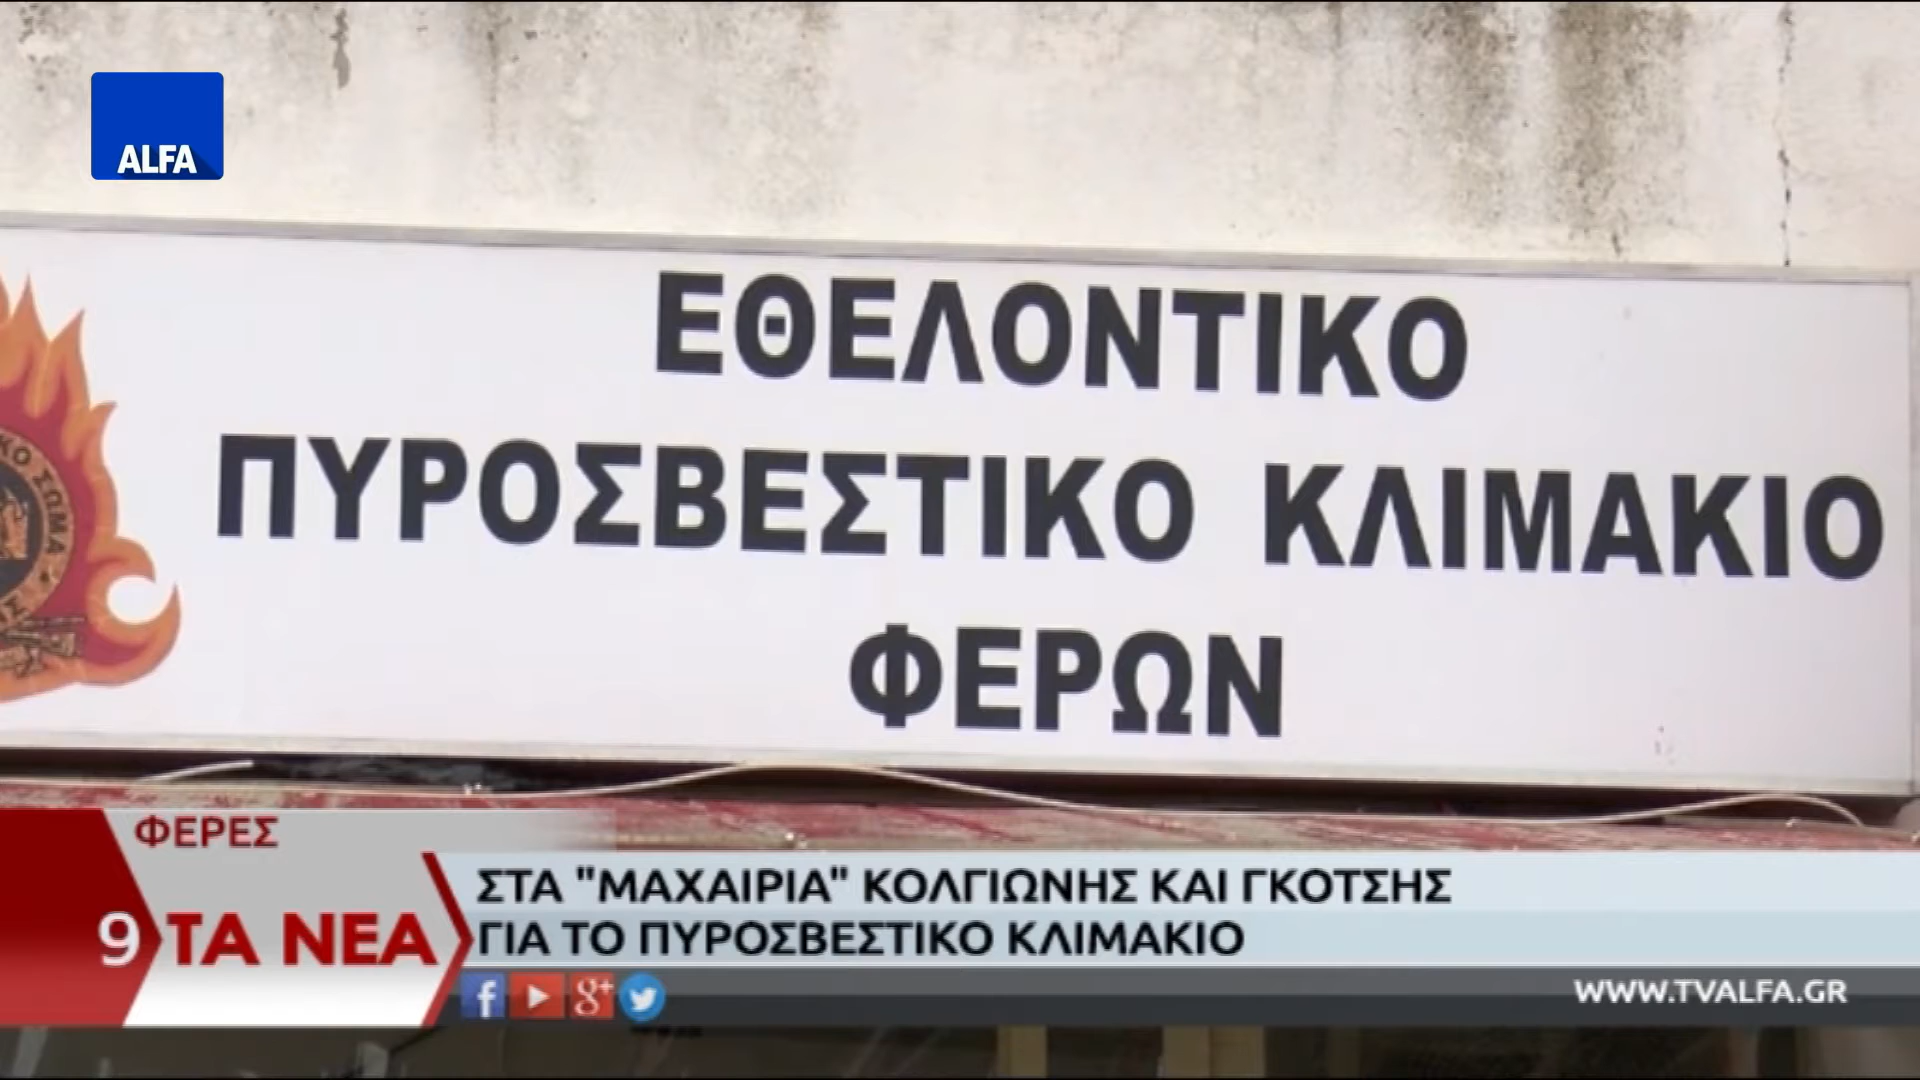 ALFA
ΕΘΕΛΟΝΤΙΚΟ
ΠΥΡΟΣΒΕΣΤΙΚΟ ΚΛΙΜΑΚΙΟ
ΦΕΡΩΝ
ΣΩΜΑ
ΦΕΡΕΣ
9 ΤΑ ΝΕΑ
ΣΤΑ "ΜΑΧΑΙΡΙΑ" ΚΟΛΓΙΩΝΗΣ ΚΑΙ ΓΚΟΤΣΗΣ
ΓΙΑ ΤΟ ΠΥΡΟΣΒΕΣΤΙΚΟ ΚΛΙΜΑΚΙΟ
WWW.TVALFA.GR